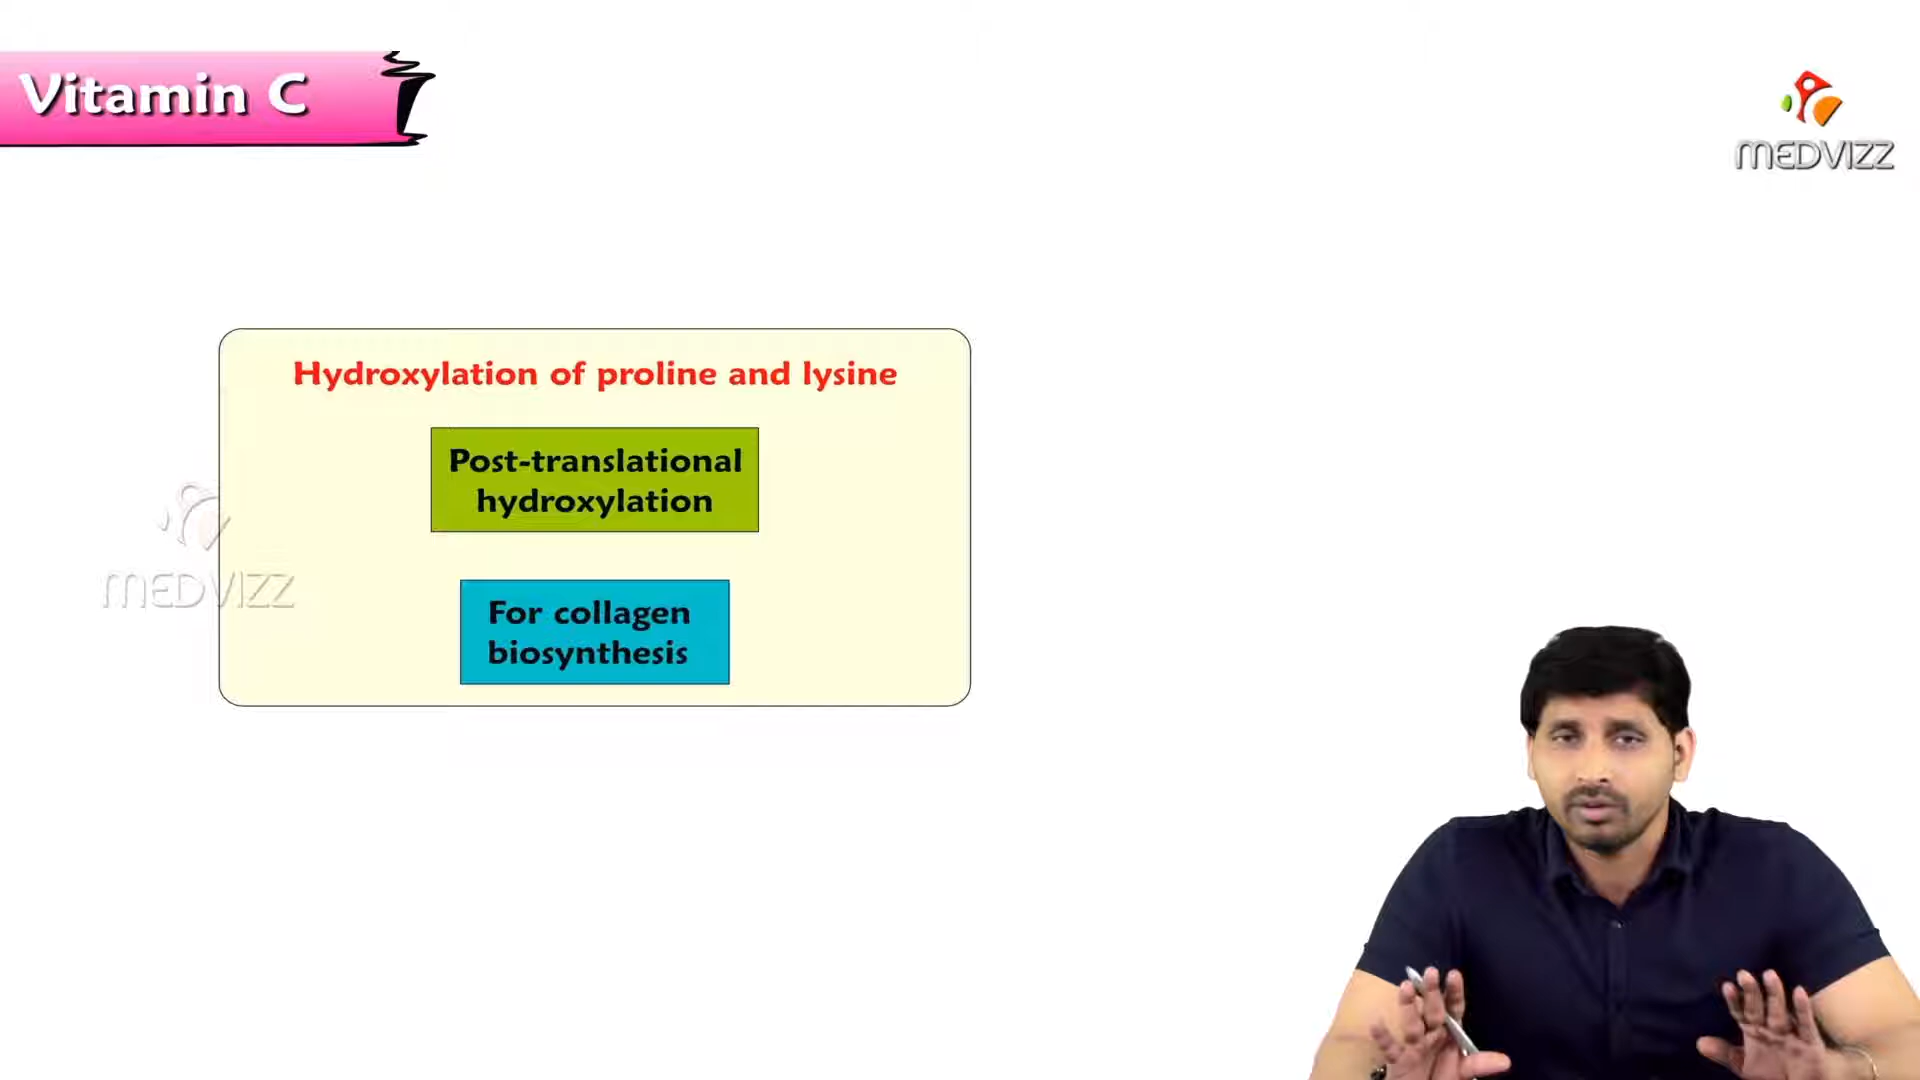 Vitamin C
MEDVIZZ
Hydroxylation of proline and lysine
Post-translational
hydroxylation
MEDVIZZ
For collagen
biosynthesis